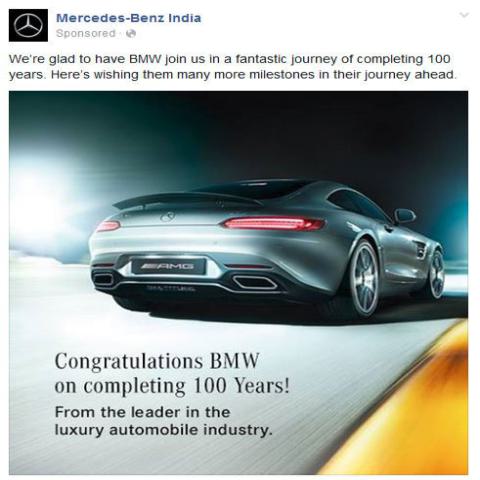 Mercedes-Benz India
Sponsored ·
We're glad to have BMW join us in a fantastic journey of completing 100
years. Here's wishing them many more milestones in their journey ahead.
AMG
Congratulations BMW
on completing 100 Years!
From the leader in the
luxury automobile industry.